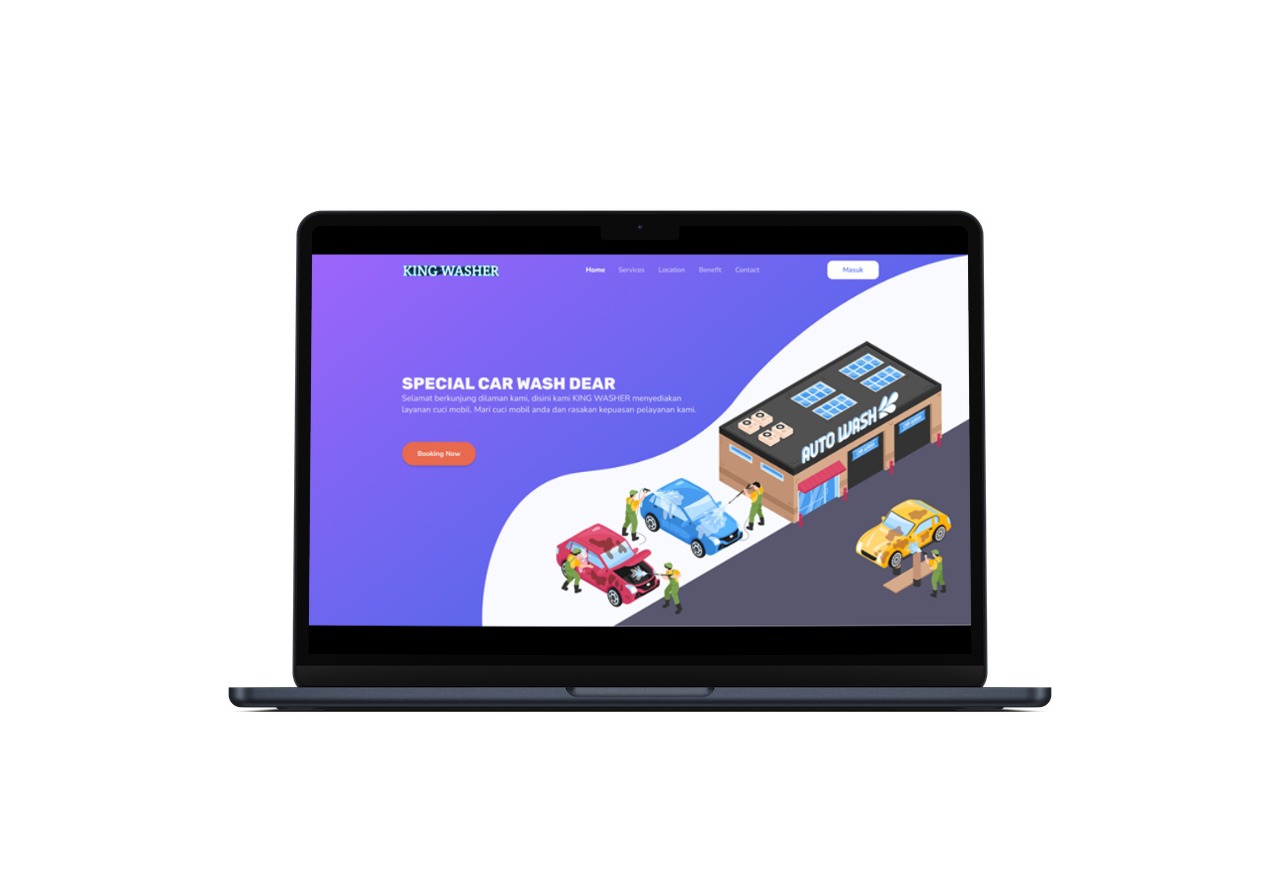 KING WASHER
Home Services Location Benefit Contact
Masuk
SPECIAL CAR WASH DEAR
Selamat berkunjung dilaman kami, disini kami KING WASHER menyediakan
layanan cuci mobil. Mari cuci mobil anda dan rasakan kepuasan pelayanan kami.
Booking Now
AUTO WASH